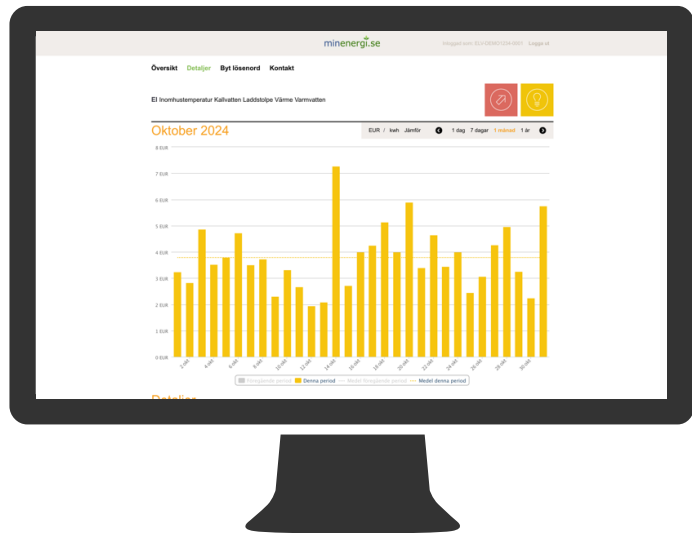 minenergi.se
Logga ut
Översikt Detaljer Byt lösenord Kontakt
El Inomhustemperatur Kallvatten Laddstolpe Värme Varmvatten
Oktober 2024
EUR / kwh Jämför 1 dag 7 dagar 1 månad 1 år
8 EUR
7 EUR
6 EUR
5 EUR
4 EUR
3 EUR
2 EUR
1 EUR
0 EUR
2 okt 4 okt 6 okt 8 okt 10 okt 12 okt 14 okt 16 okt 18 okt 20 okt 22 okt 24 okt 26 okt 28 okt 30 okt
Föregående period Denna period Medel föregående period Medel denna period
Detaljer